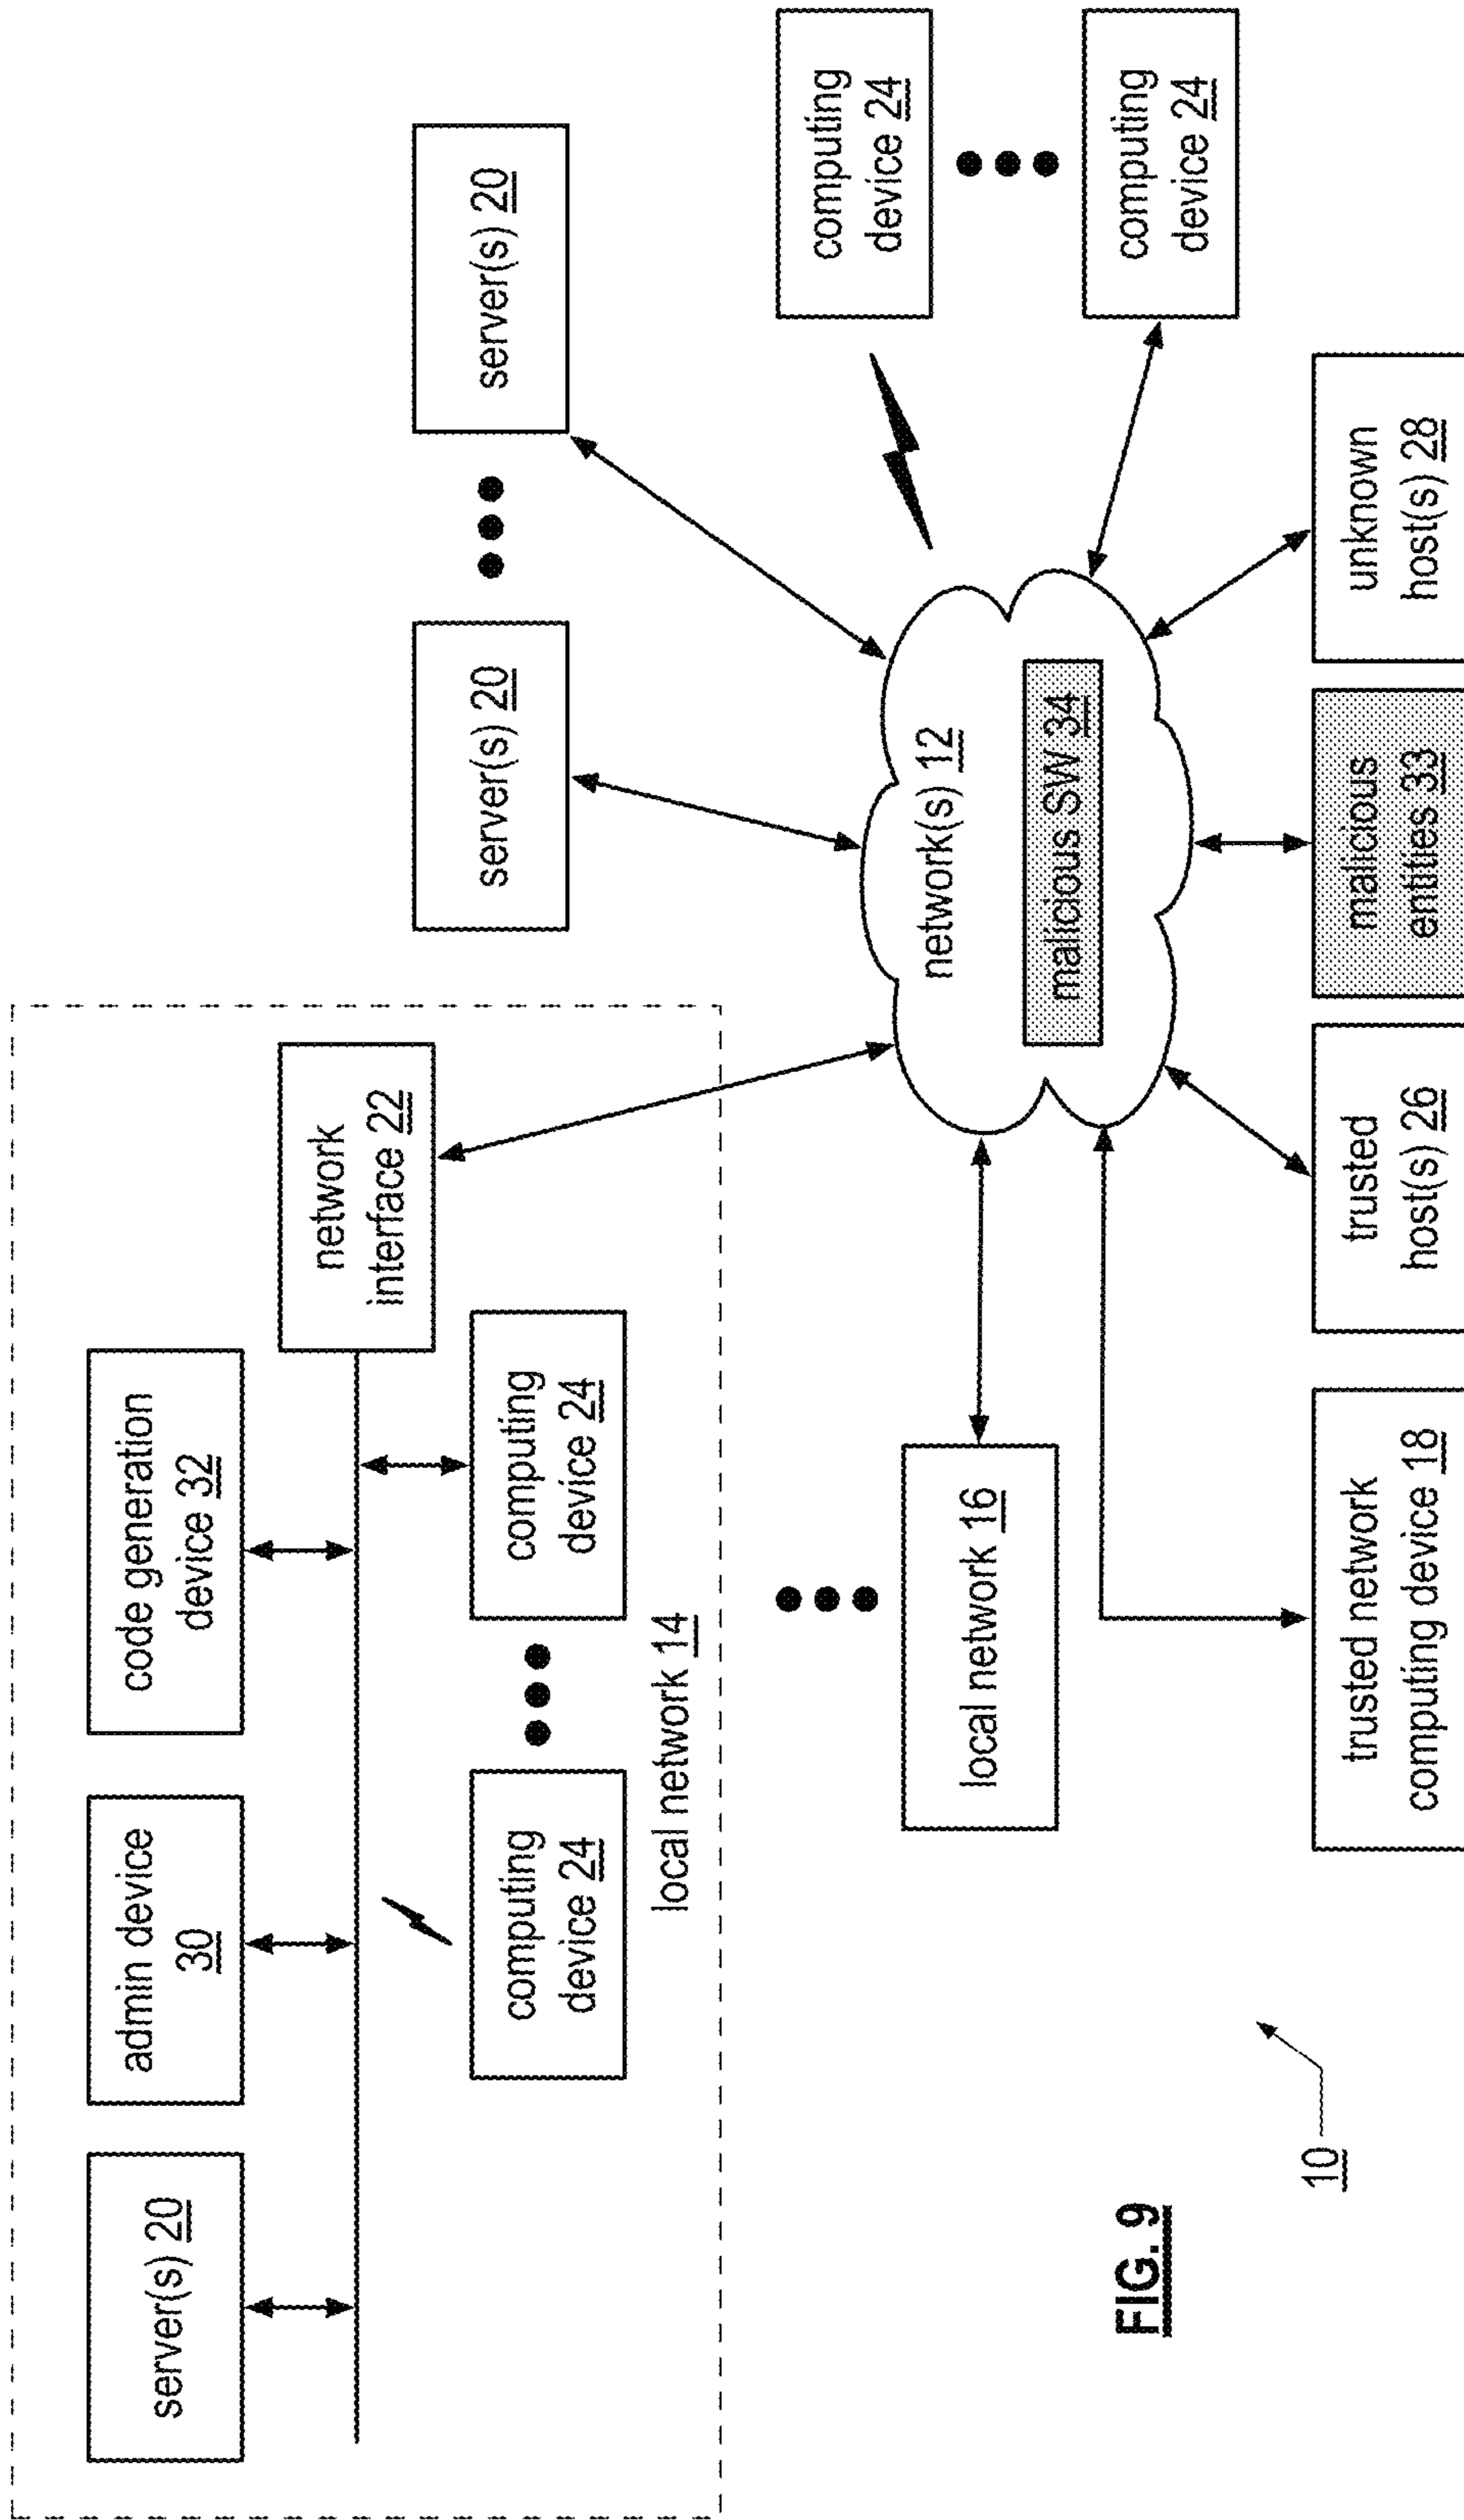 server(s) 20
admin device
30
code generation
device 32
network
interface 22
computing
device 24
computing
device 24
local network 14
server(s) 20
server(s) 20
local network 16
network(s) 12
malicious SW 34
computing
device 24
computing
device 24
trusted network
computing device 18
trusted
host(s) 26
malicious
entities 33
unknown
host(s) 28
10
FIG. 9